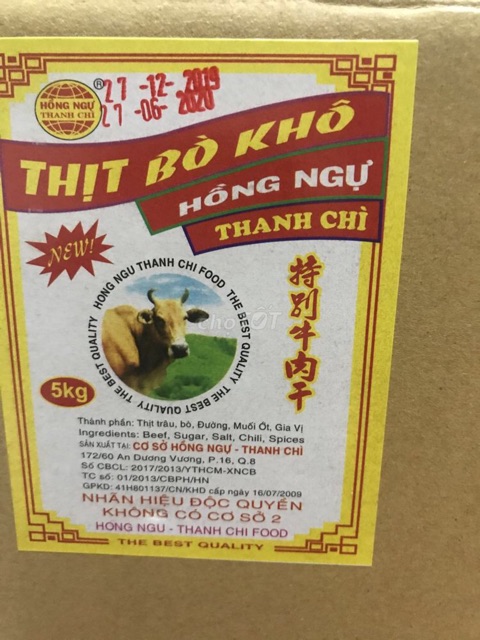 HỒNG NGỰ
THANH CHÌ
®
27 -12- 2019
27 -06- 2020
THỊT BÒ KHÔ
HỒNG NGỰ
THANH CHÌ
NEW!
HONG NGU THANH CHI FOOD THE BEST QUALITY THE BEST QUALITY THE BEST QUALITY
chợ TỐT
特别牛肉干
5kg
Thành phần: Thịt trâu, bò, Đường, Muối Ớt, Gia Vị
Ingredients: Beef, Sugar, Salt, Chili, Spices
SẢN XUẤT TẠI: CƠ SỞ HỒNG NGỰ - THANH CHÌ
172/60 An Dương Vương, P.16, Q.8
Số CBCL: 2017/2013/YTHCM-XNCB
TC số: 01/2013/CBPH/HN
GPKD: 41H801137/CN/KHD cấp ngày 16/07/2009
NHÃN HIỆU ĐỘC QUYỀN
KHÔNG CÓ CƠ SỞ 2
HONG NGU - THANH CHI FOOD
THE BEST QUALITY